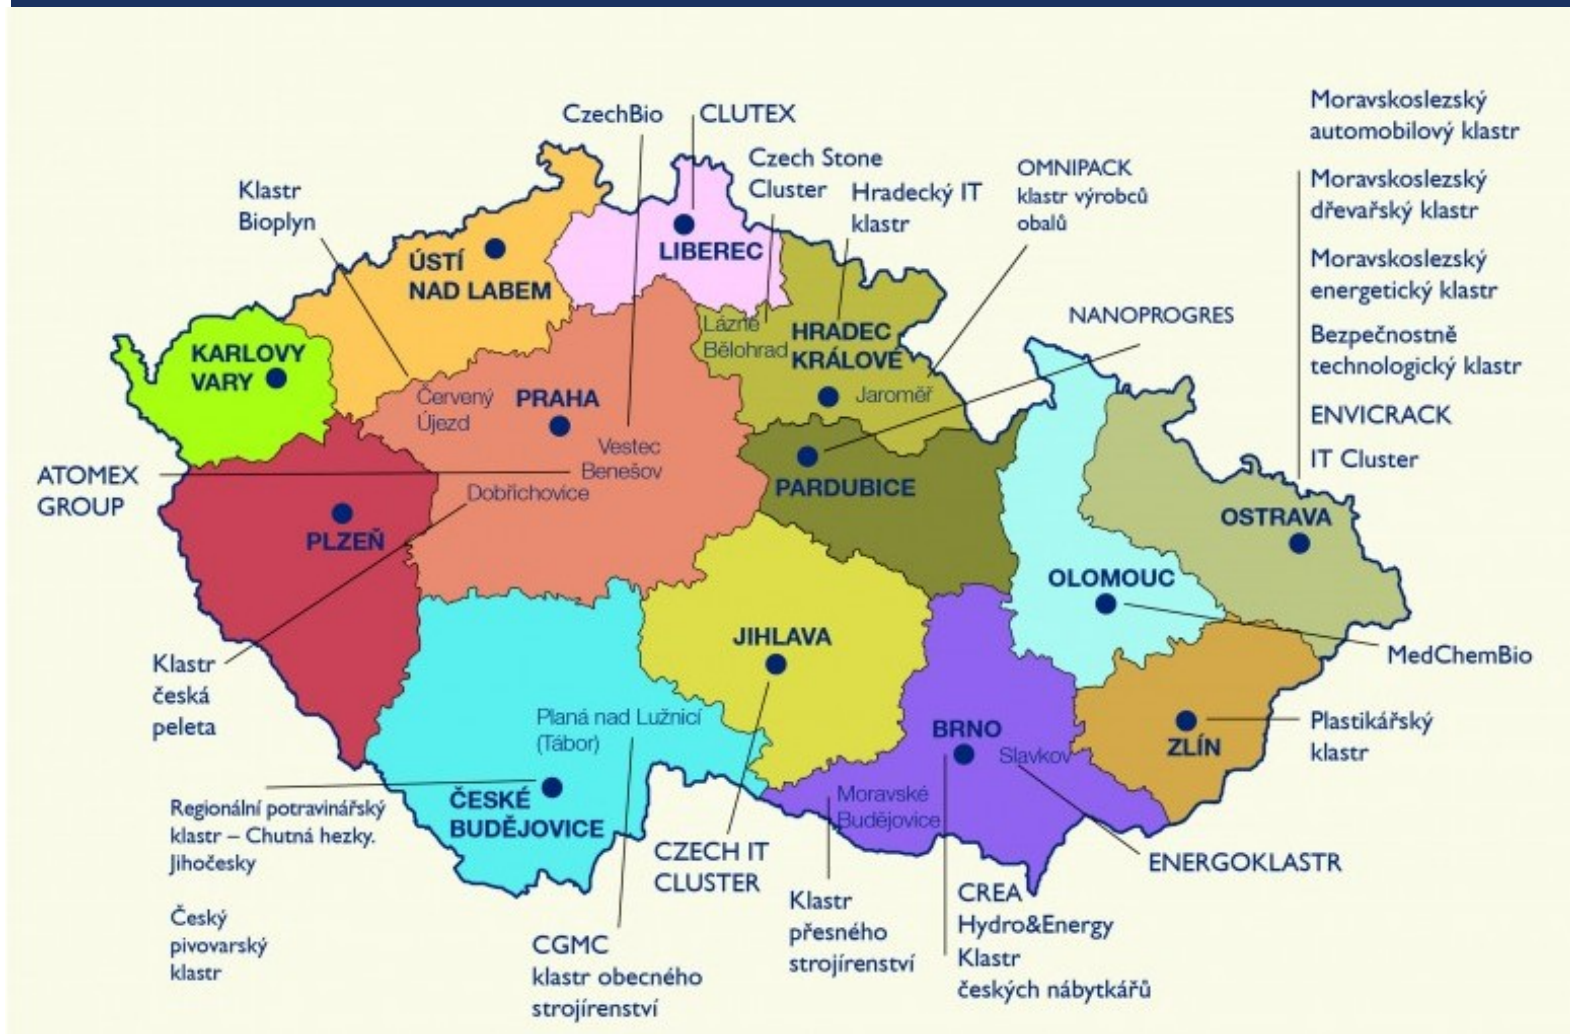 CzechBio
CLUTEX
Czech Stone
Cluster
Klastr
Bioplyn
Hradecký IT
klastr
OMNIPACK
klastr výrobců
obalů
Moravskoslezský
automobilový klastr
Moravskoslezský
dřevařský klastr
Moravskoslezský
energetický klastr
Bezpečnostně
technologický klastr
ENVICRACK
IT Cluster
NANOPROGRES
LIBEREC
ÚSTÍ
NAD LABEM
KARLOVY
VARY
Lázně
Bělohrad
HRADEC
KRÁLOVÉ
Jaroměř
Červený
Újezd
PRAHA
Vestec
Benešov
Dobřichovice
ATOMEX
GROUP
PLZEŇ
PARDUBICE
OSTRAVA
OLOMOUC
MedChemBio
JIHLAVA
Klastr
česká
peleta
Planá nad Lužnicí
(Tábor)
BRNO
Slavkov
ZLÍN
Plastikářský
klastr
Moravské
Budějovice
ČESKÉ
BUDĚJOVICE
Regionální potravinářský
klastr – Chutná hezky.
Jihočesky
Český
pivovarský
klastr
CZECH IT
CLUSTER
ENERGOKLASTR
CGMC
klastr obecného
strojírenství
Klastr
přesného
strojírenství
CREA
Hydro&Energy
Klastr
českých nábytkářů